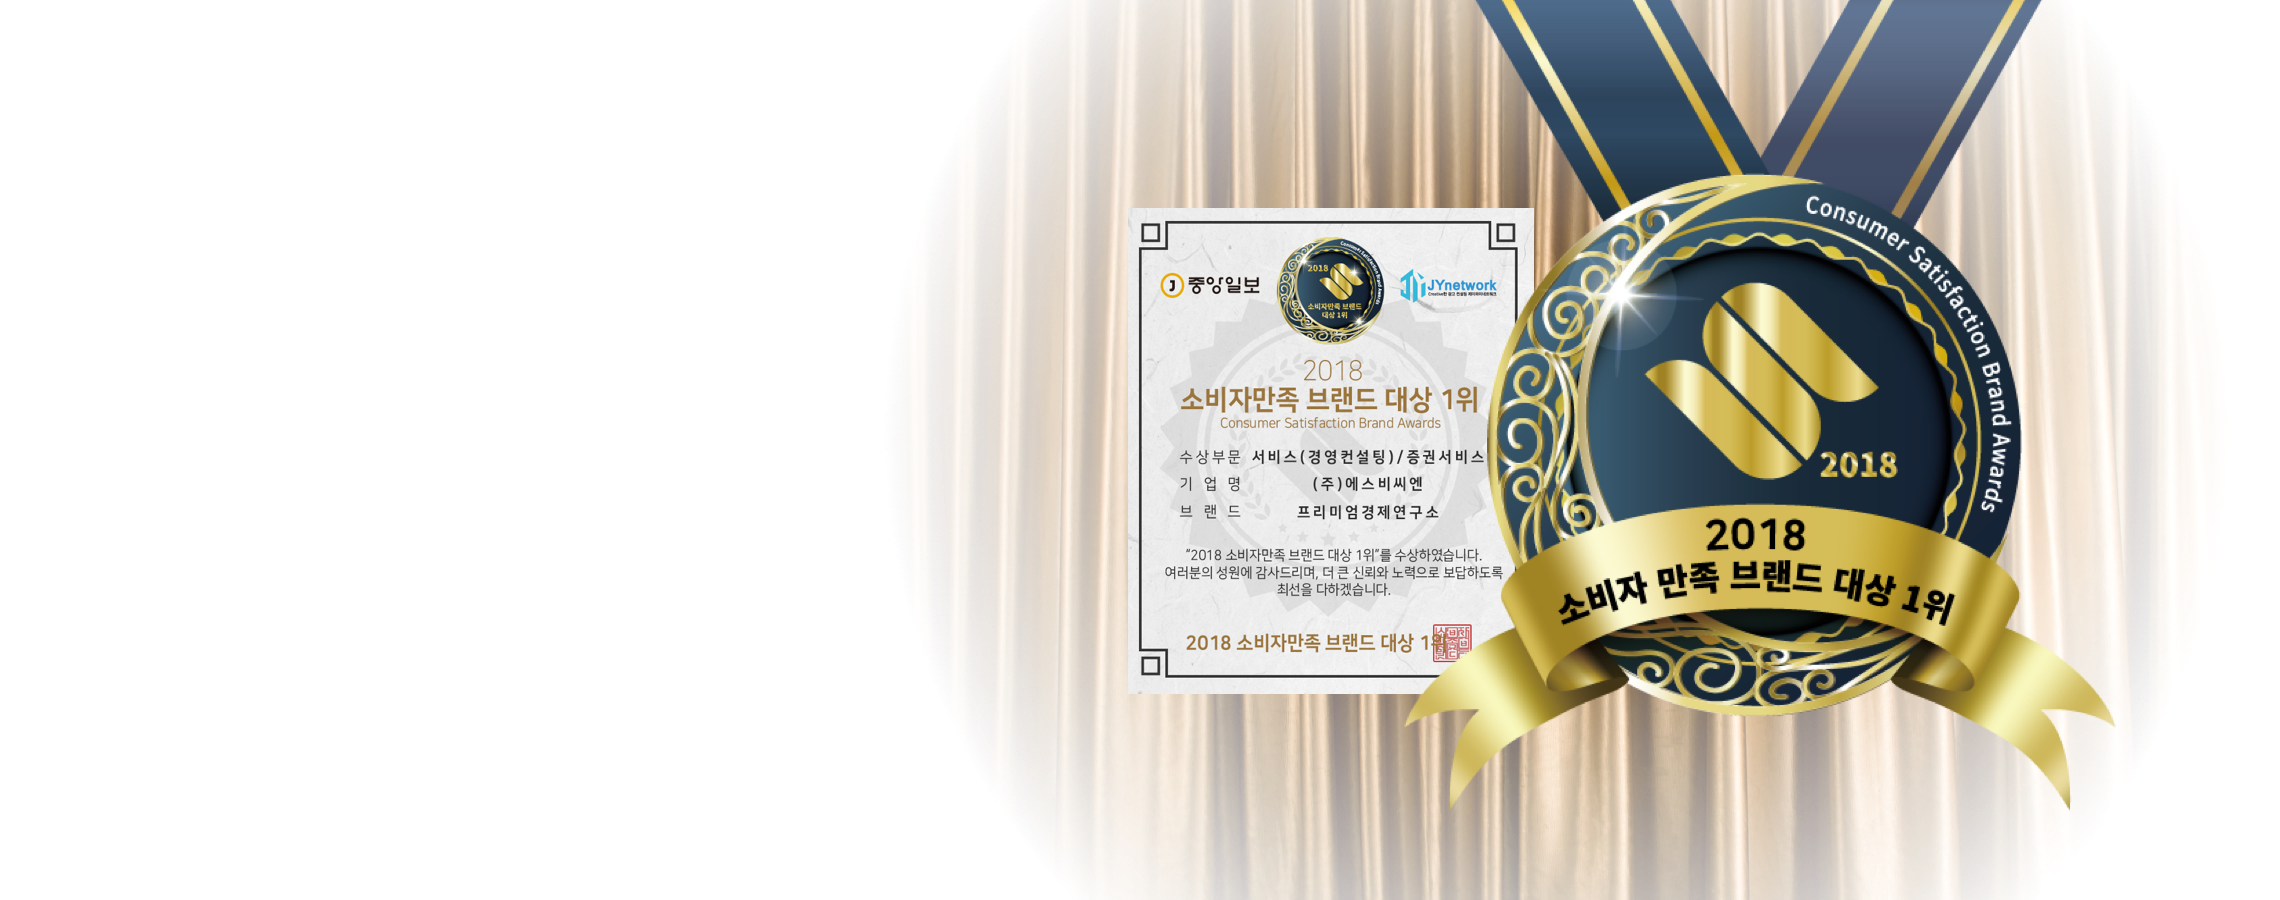 중앙일보
Consumer Satisfaction Brand Awards
2018
소비자만족 브랜드
대상 1위
JYnetwork
2018
소비자만족 브랜드 대상 1위
Consumer Satisfaction Brand Awards
수상부문 서비스(경영컨설팅)/증권서비스
기 업 명 (주)에스비씨엔
브 랜 드 프리미엄경제연구소
“2018 소비자만족 브랜드 대상 1위”를 수상하였습니다.
여러분의 성원에 감사드리며, 더 큰 신뢰와 노력으로 보답하도록
최선을 다하겠습니다.
2018 소비자만족 브랜드 대상 1위
Consumer Satisfaction Brand Awards
2018
2018
소비자 만족 브랜드 대상 1위